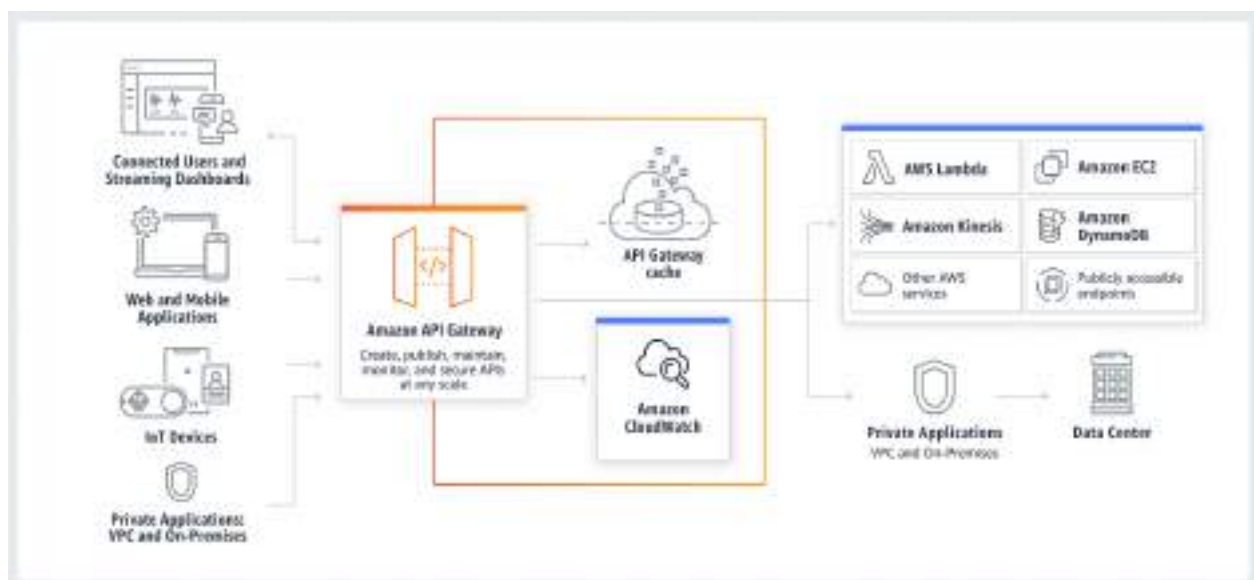 Connected Users and
Streaming Dashboards
Web and Mobile
Applications
IoT Devices
Private Applications:
VPC and On-Premises
</>
Amazon API Gateway
Create, publish, maintain,
monitor, and secure APIs
at any scale
API Gateway
cache
Amazon
CloudWatch
AWS Lambda
Amazon EC2
Amazon Kinesis
Amazon
DynamoDB
Other AWS
services
Publicly accessible
endpoints
Private Applications
VPC and On-Premises
Data Center